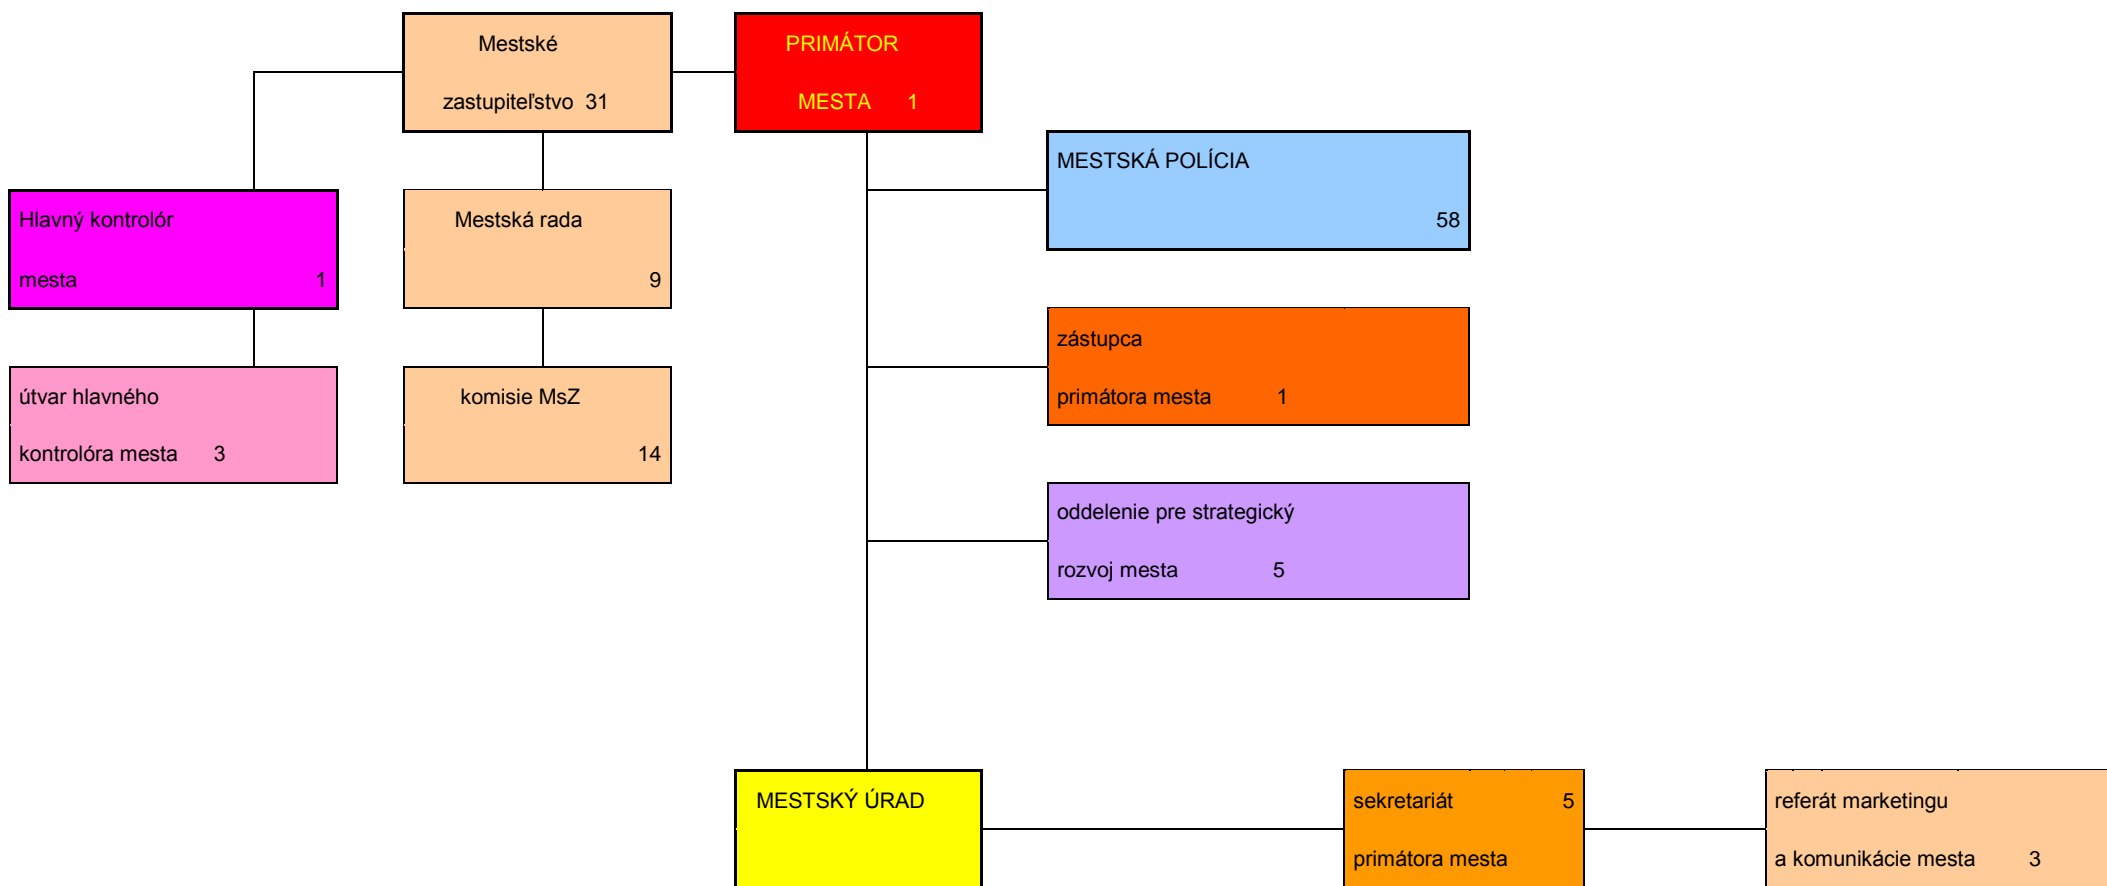 Mestské
zastupiteľstvo 31
PRIMÁTOR
MESTA 1
MESTSKÁ POLÍCIA
58
Hlavný kontrolór
mesta 1
Mestská rada
9
zástupca
primátora mesta 1
útvar hlavného
kontrolóra mesta 3
komisie MsZ
14
oddelenie pre strategický
rozvoj mesta 5
MESTSKÝ ÚRAD
sekretariát 5
primátora mesta
referát marketingu
a komunikácie mesta 3